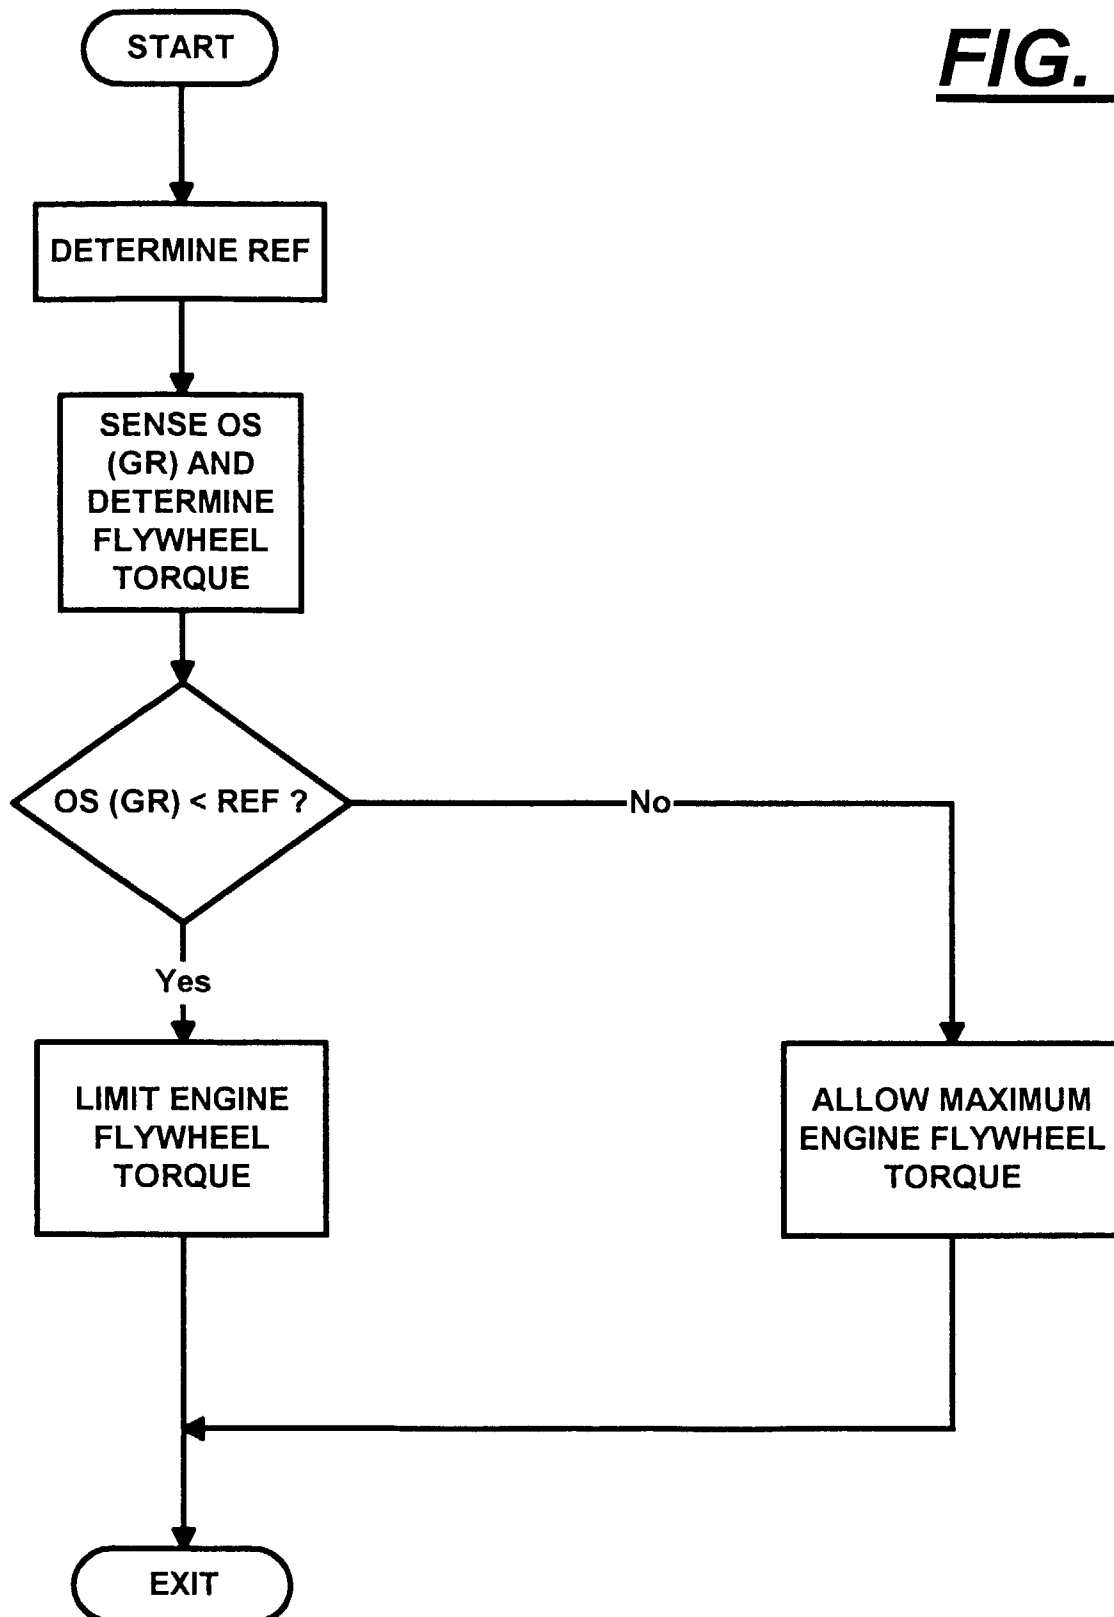 START
FIG.
DETERMINE REF
SENSE OS
(GR) AND
DETERMINE
FLYWHEEL
TORQUE
OS (GR) < REF ?
No
Yes
LIMIT ENGINE
FLYWHEEL
TORQUE
ALLOW MAXIMUM
ENGINE FLYWHEEL
TORQUE
EXIT